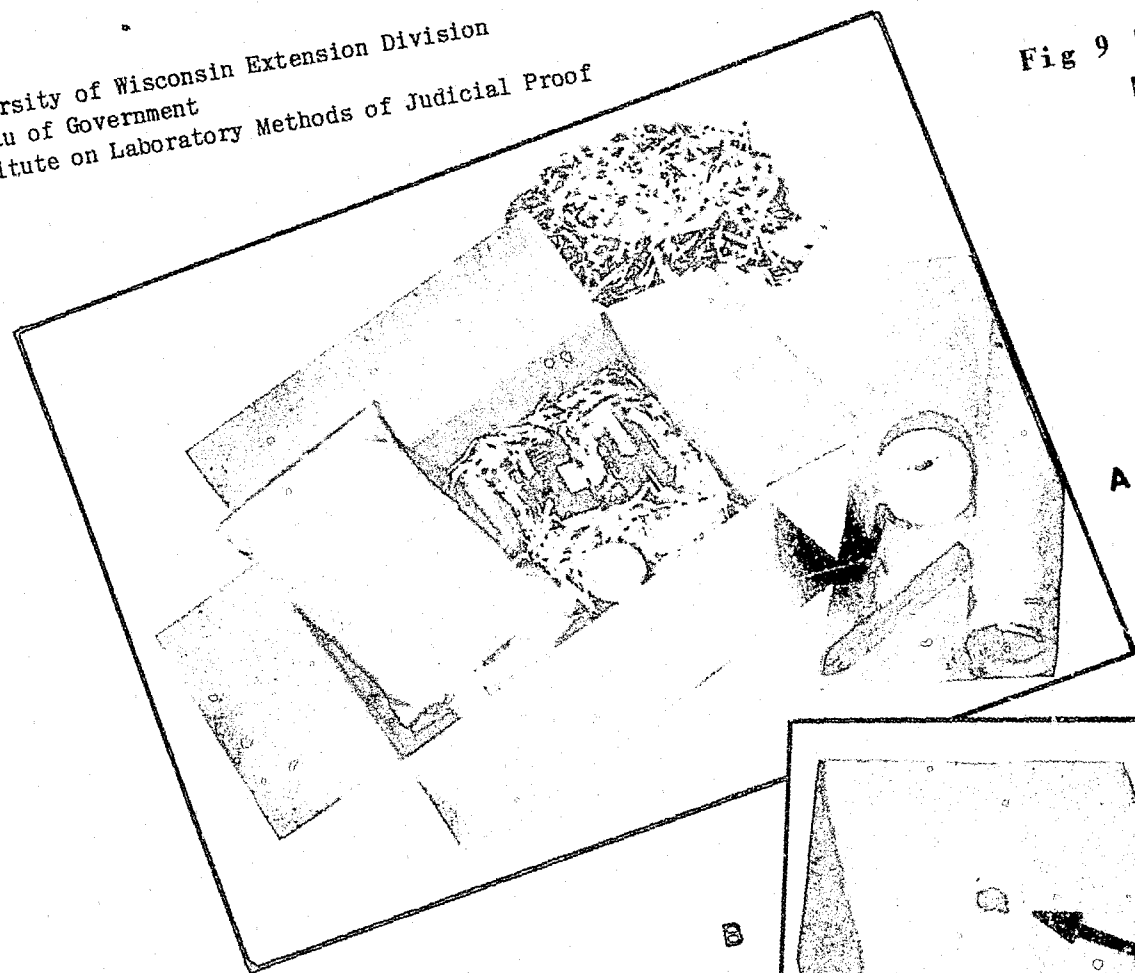 rsity of Wisconsin Extension Division
u of Government
itute on Laboratory Methods of Judicial Proof
Fig 9
A
B